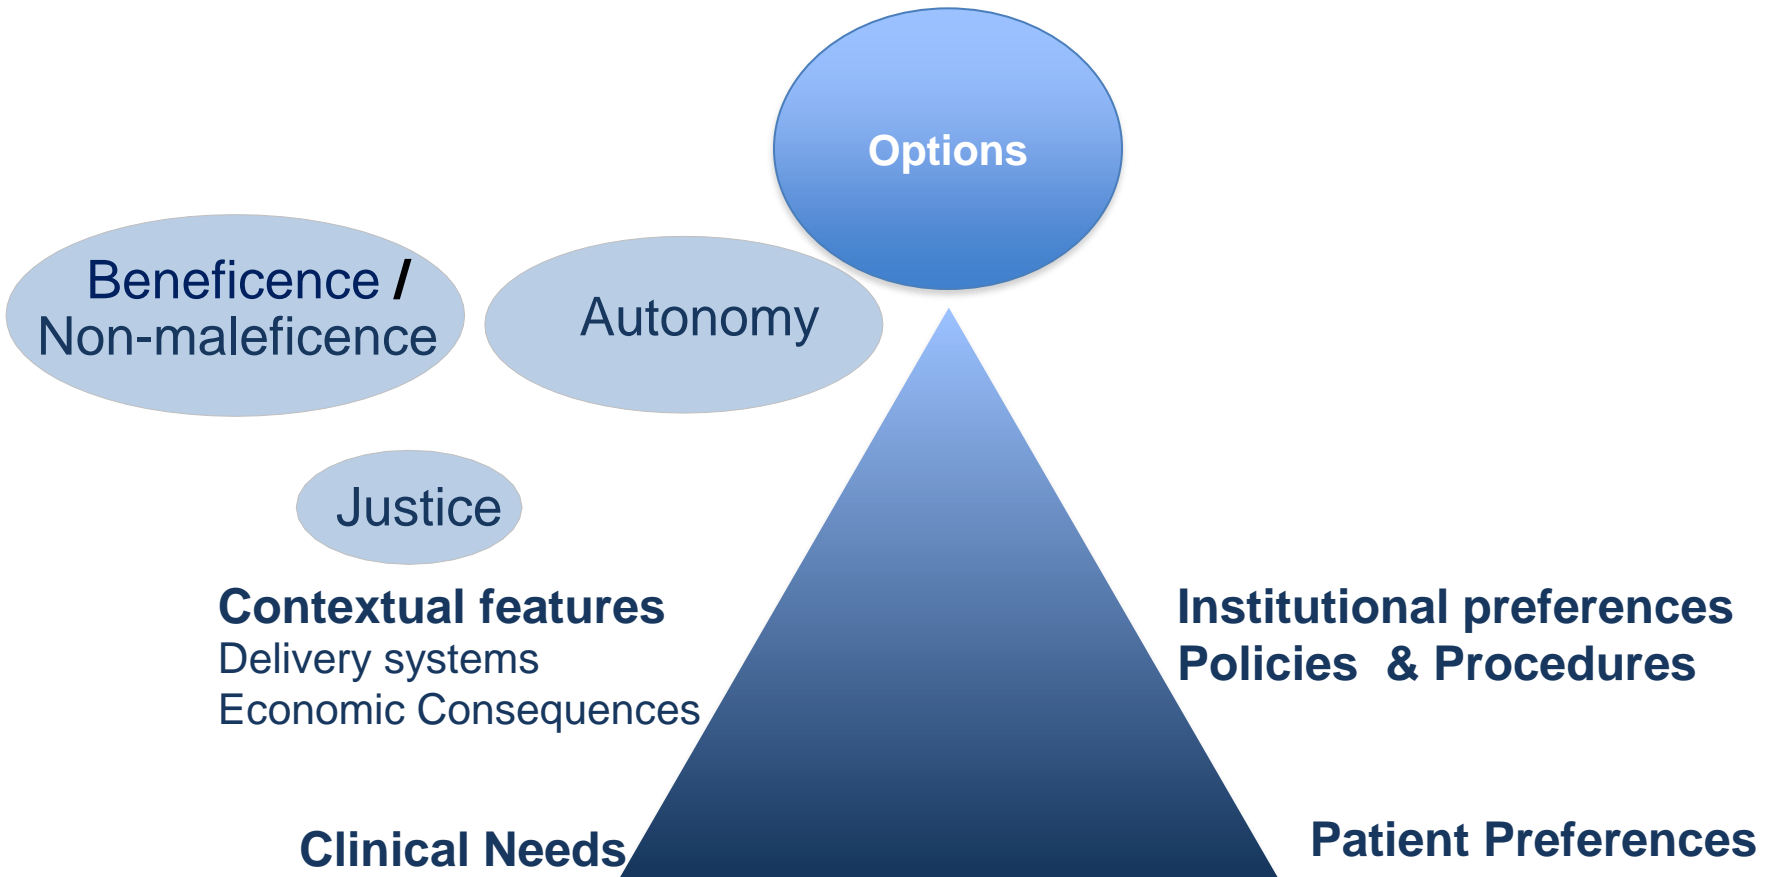 Options
Beneficence /
Non-maleficence
Autonomy
Justice
Contextual features
Delivery systems
Economic Consequences
Institutional preferences
Policies & Procedures
Clinical Needs
Patient Preferences